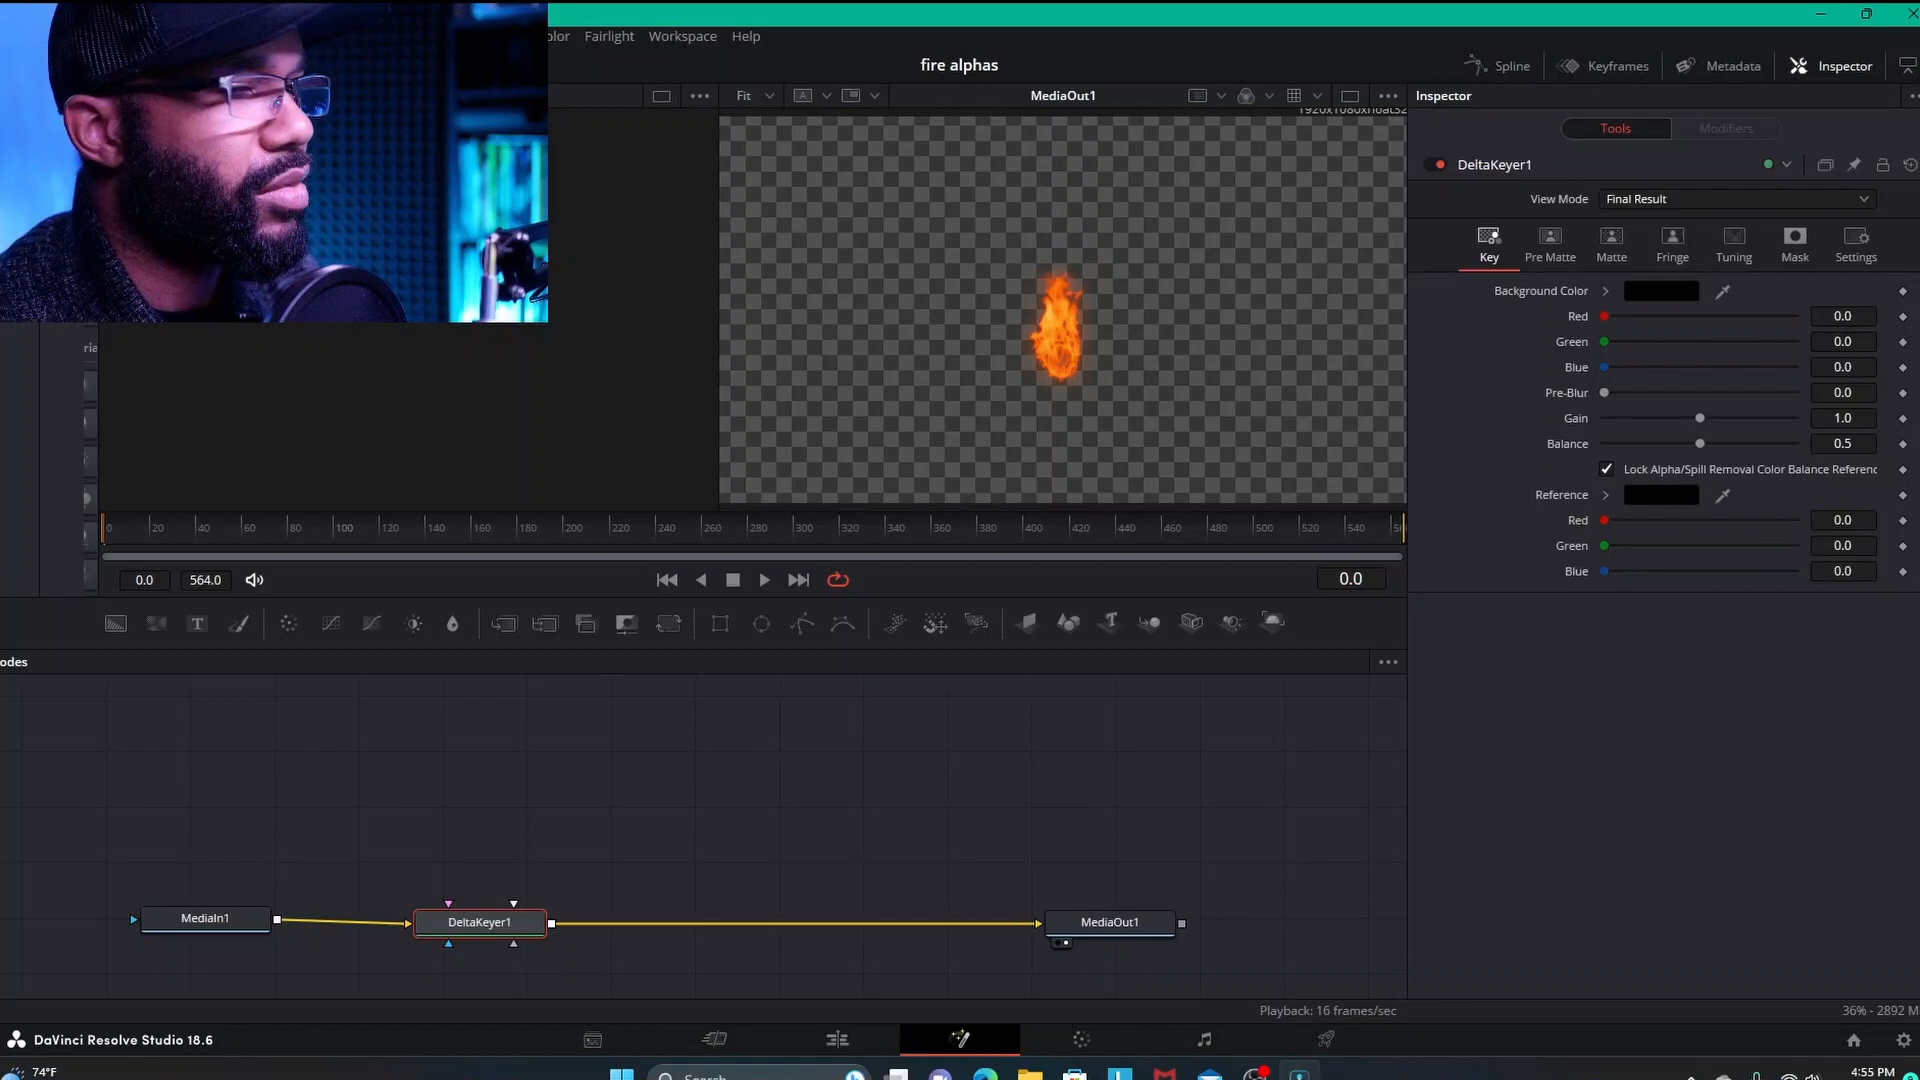 olor Fairlight Workspace Help
fire alphas
Spline Keyframes Metadata Inspector
Fit A MediaOut1 Inspector
1920x1080xfloat32
Tools Modifiers
DeltaKeyer1
View Mode Final Result
Key Pre Matte Matte Fringe Tuning Mask Settings
Background Color
Red 0.0
Green 0.0
Blue 0.0
Pre-Blur 0.0
Gain 1.0
Balance 0.5
Lock Alpha/Spill Removal Color Balance Referenc
Reference
Red 0.0
Green 0.0
Blue 0.0
ria
0 20 40 60 80 100 120 140 160 180 200 220 240 260 280 300 320 340 360 380 400 420 440 460 480 500 520 540 56
0.0 564.0 0.0
T
odes
MediaIn1 DeltaKeyer1 MediaOut1
Playback: 16 frames/sec 36% - 2892 M
DaVinci Resolve Studio 18.6
74°F Search 4:55 PM